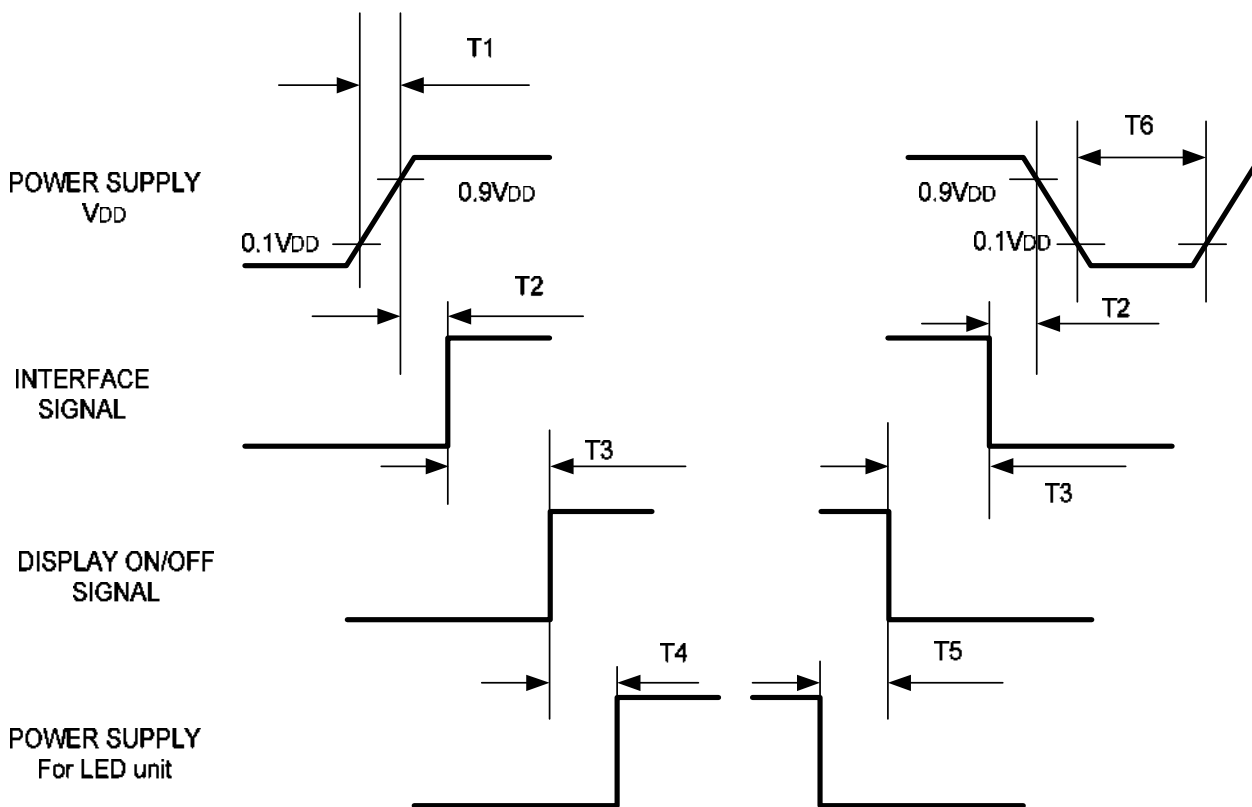 T1
T6
POWER SUPPLY
VDD
0.9VDD
0.9VDD
0.1VDD
0.1VDD
T2
T2
INTERFACE
SIGNAL
T3
T3
DISPLAY ON/OFF
SIGNAL
T4
T5
POWER SUPPLY
For LED unit